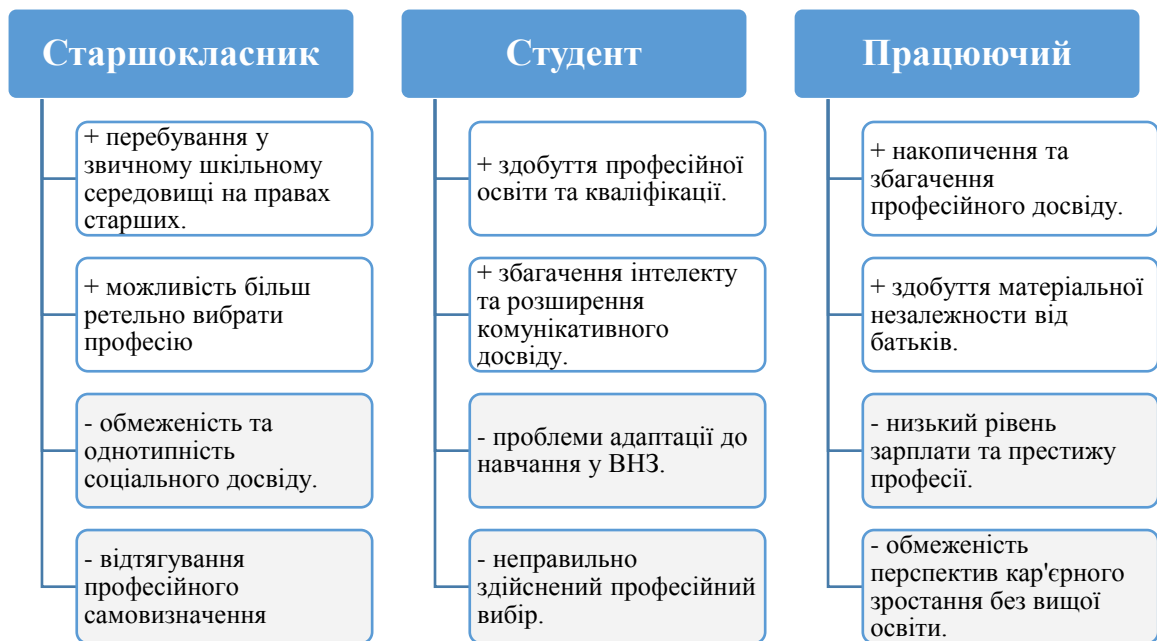 Старшокласник
+ перебування у
звичному шкільному
середовищі на правах
старших.
+ можливість більш
ретельно вибрати
професію
- обмеженість та
однотипність
соціального досвіду.
- відтягування
професійного
самовизначення
Студент
+ здобуття професійної
освіти та кваліфікації.
+ збагачення інтелекту
та розширення
комунікативного
досвіду.
- проблеми адаптації до
навчання у ВНЗ.
- неправильно
здійснений професійний
вибір.
Працюючий
+ накопичення та
збагачення
професійного досвіду.
+ здобуття матеріальної
незалежности від
батьків.
- низький рівень
зарплати та престижу
професії.
- обмеженість
перспектив кар'єрного
зростання без вищої
освіти.